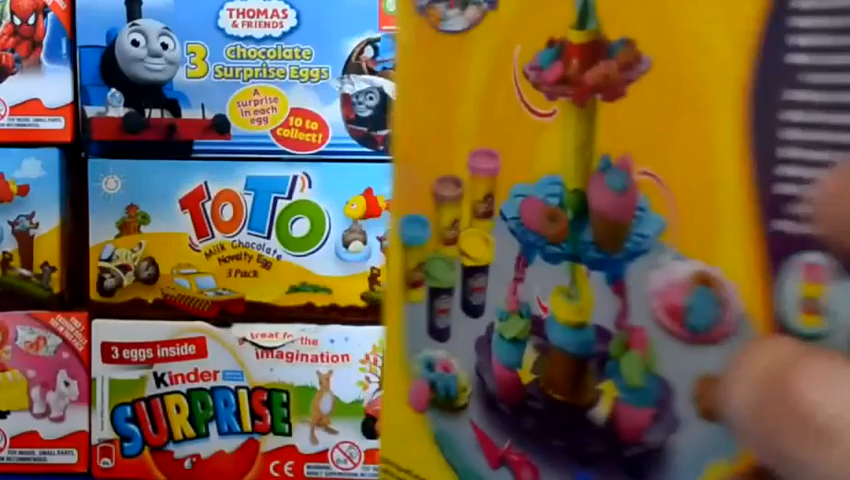 THOMAS
& FRIENDS
3 Chocolate
Surprise Eggs
A
surprise
in each
egg
10 to
collect!
TOTO
Milk Chocolate
Novelty Egg
3 Pack
3 eggs inside
treat for the
imagination
Kinder
SURPRISE
CE